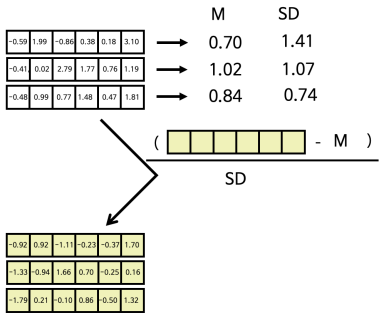 M SD
−0.59 1.99 −0.86 0.38 0.18 3.10 0.70 1.41
−0.41 0.02 2.79 1.77 0.76 1.19 1.02 1.07
−0.48 0.99 0.77 1.48 0.47 1.81 0.84 0.74
( - M )
SD
−0.92 0.92 −1.11 −0.23 −0.37 1.70
−1.33 −0.94 1.66 0.70 −0.25 0.16
−1.79 0.21 −0.10 0.86 −0.50 1.32